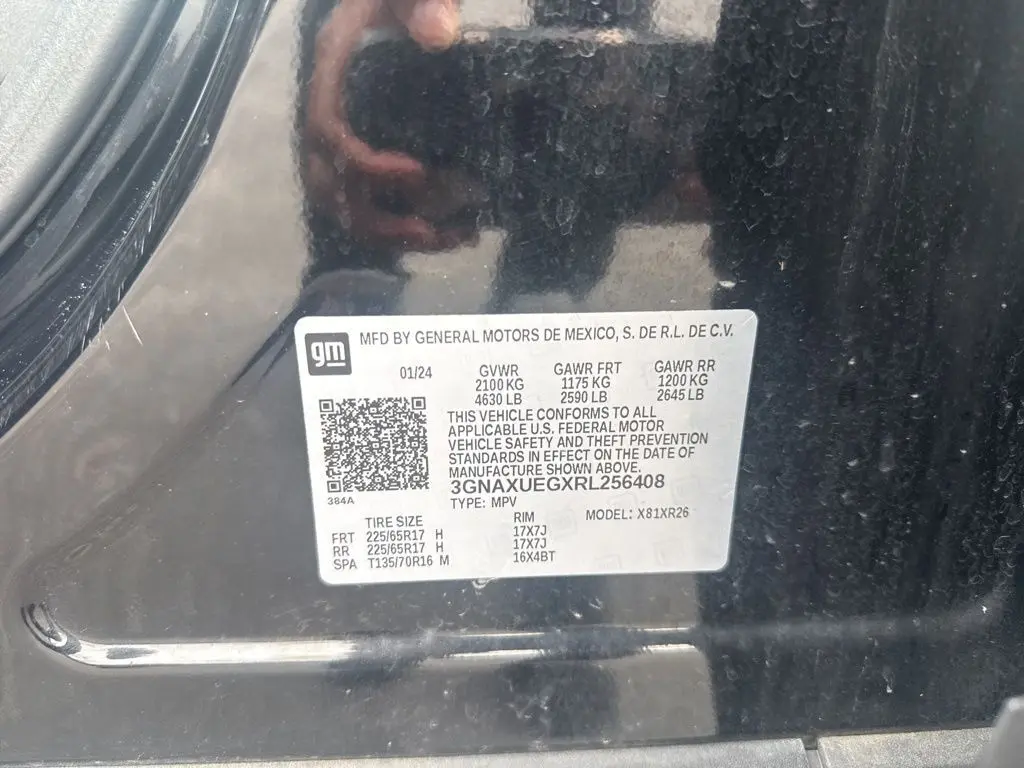 gm MFD BY GENERAL MOTORS DE MEXICO, S. DE R.L. DE C.V.
01/24 GVWR GAWR FRT GAWR RR
2100 KG 1175 KG 1200 KG
4630 LB 2590 LB 2645 LB
THIS VEHICLE CONFORMS TO ALL
APPLICABLE U.S. FEDERAL MOTOR
VEHICLE SAFETY AND THEFT PREVENTION
STANDARDS IN EFFECT ON THE DATE OF
MANUFACTURE SHOWN ABOVE.
3GNAXUEGXRL256408
384A
TYPE: MPV MODEL: X81XR26
TIRE SIZE RIM
FRT 225/65R17 H 17X7J
RR 225/65R17 H 17X7J
SPA T135/70R16 M 16X4BT